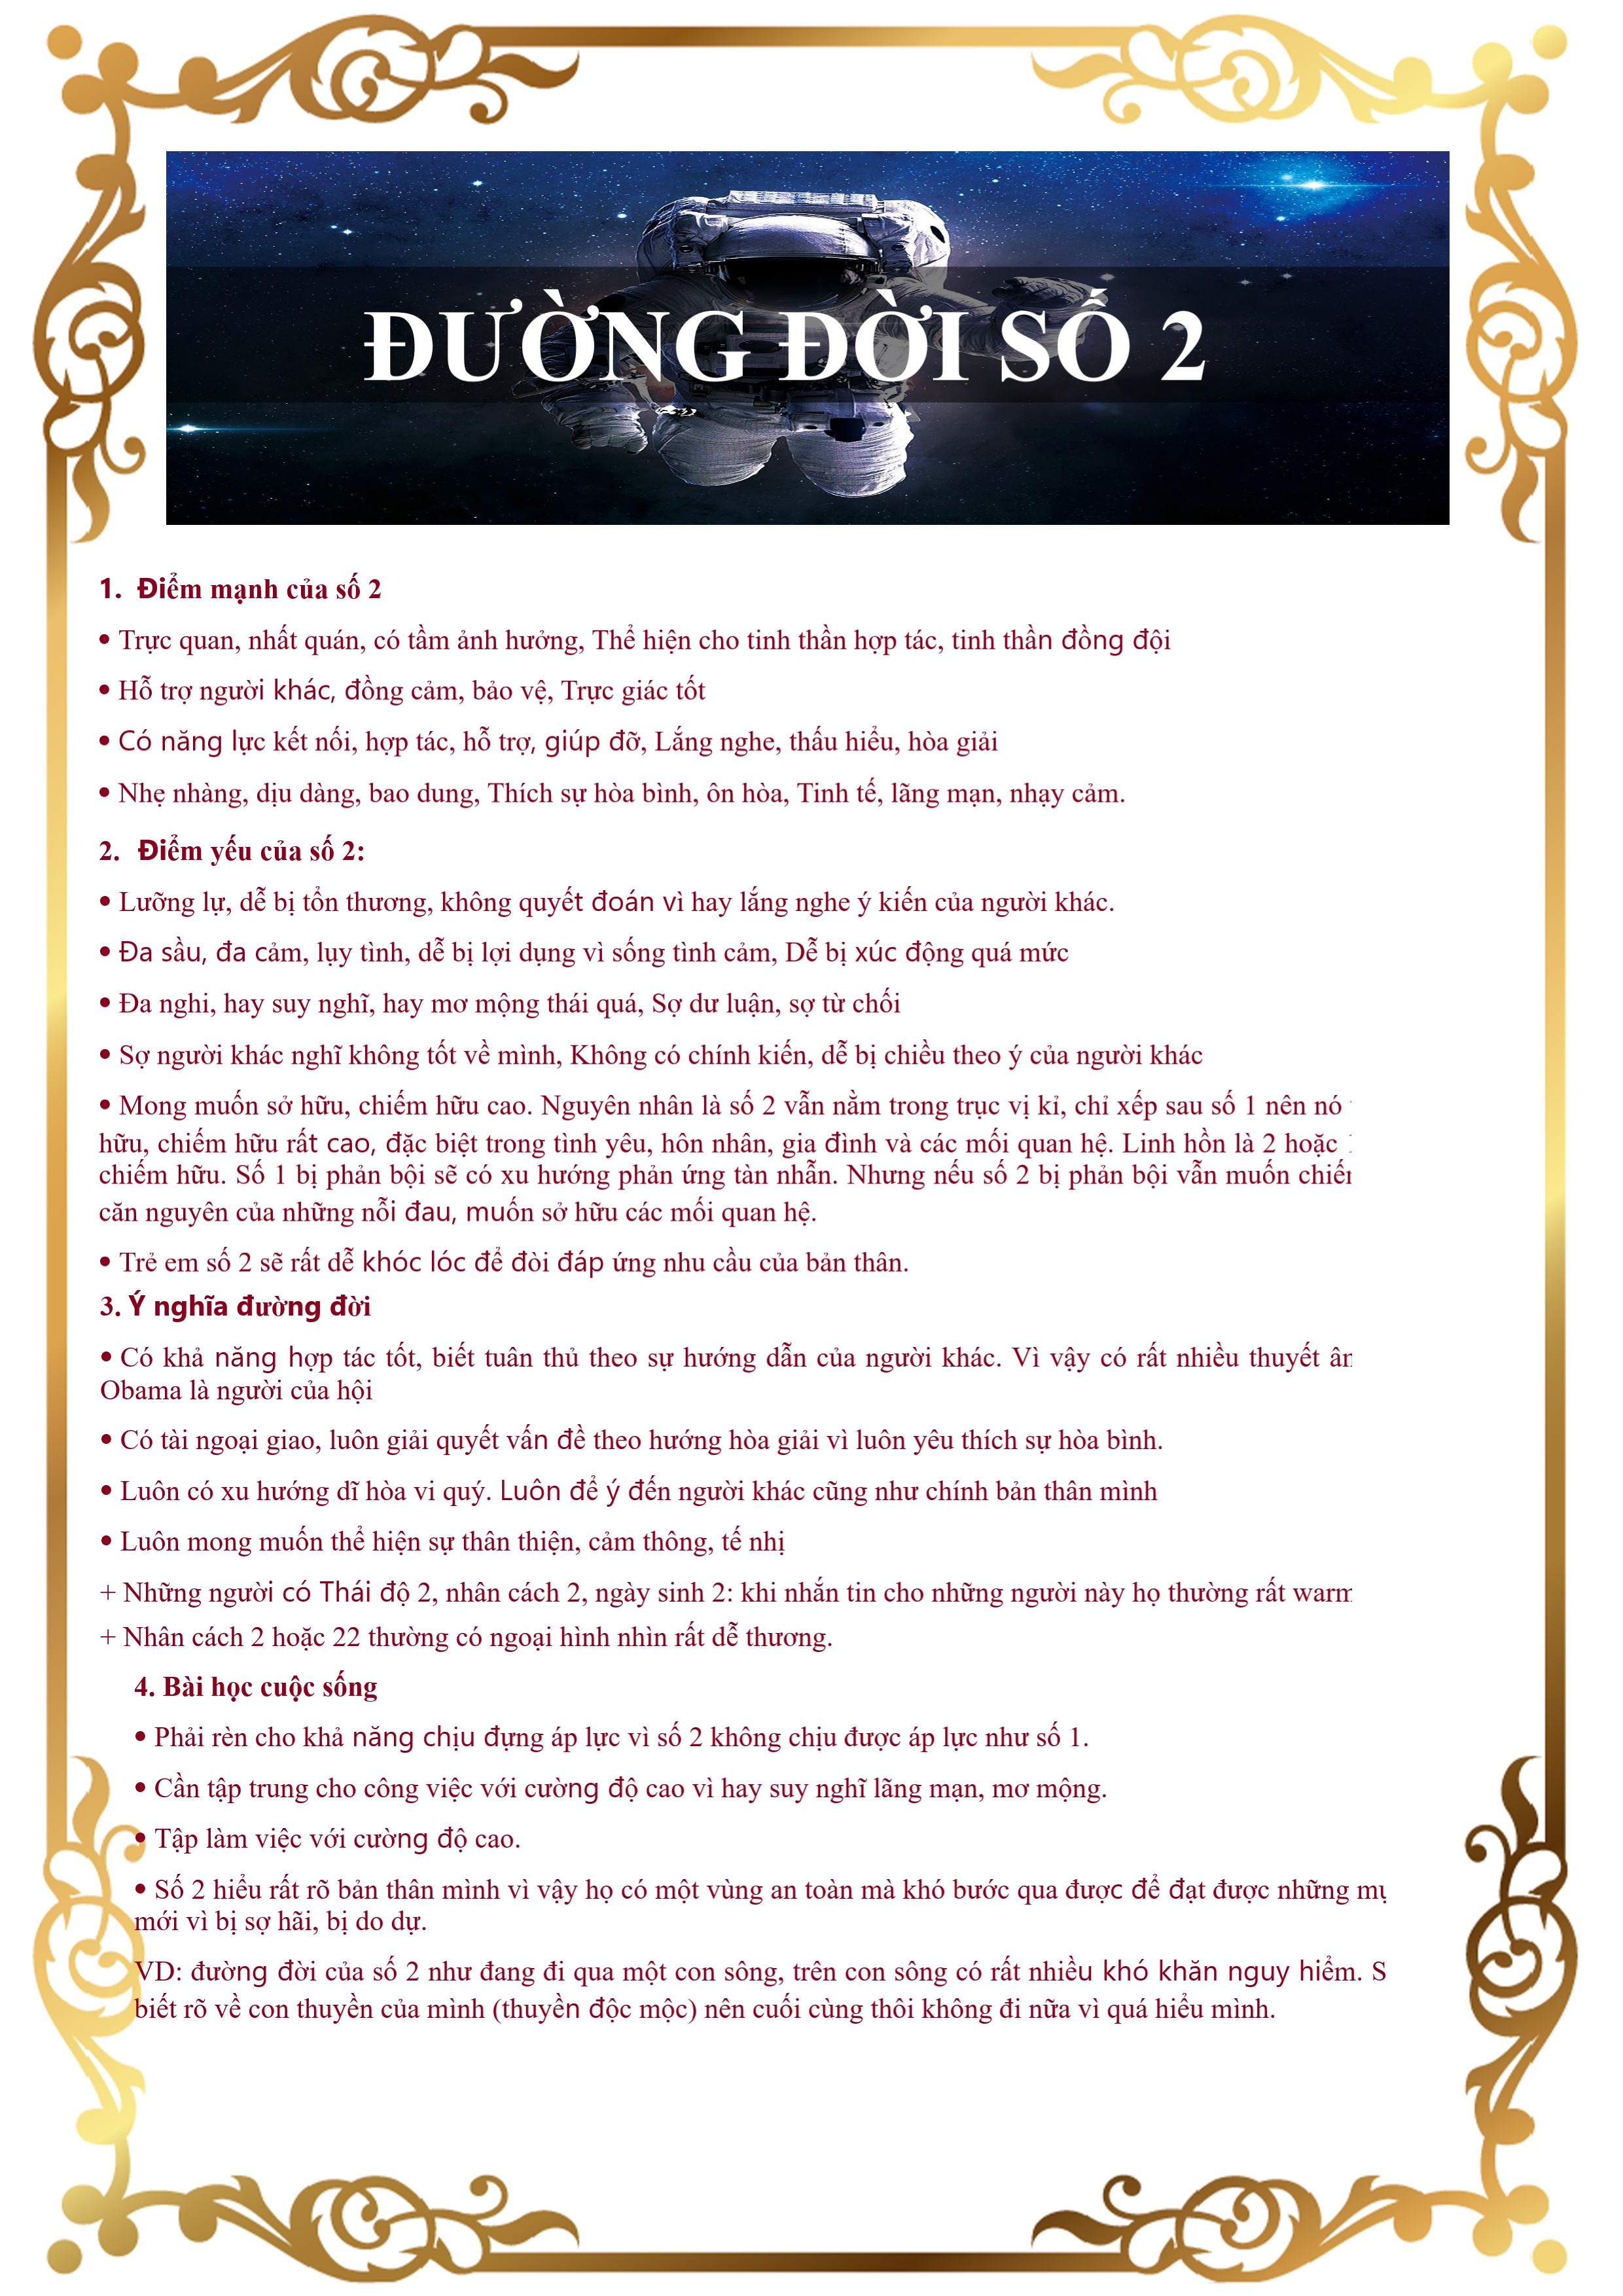 ĐƯỜNG ĐỜI SỐ 2
1. Điểm mạnh của số 2
• Trực quan, nhất quán, có tầm ảnh hưởng, Thể hiện cho tinh thần hợp tác, tinh thần đồng đội
• Hỗ trợ người khác, đồng cảm, bảo vệ, Trực giác tốt
• Có năng lực kết nối, hợp tác, hỗ trợ, giúp đỡ, Lắng nghe, thấu hiểu, hòa giải
• Nhẹ nhàng, dịu dàng, bao dung, Thích sự hòa bình, ôn hòa, Tinh tế, lãng mạn, nhạy cảm.
2. Điểm yếu của số 2:
• Lưỡng lự, dễ bị tổn thương, không quyết đoán vì hay lắng nghe ý kiến của người khác.
• Đa sầu, đa cảm, lụy tình, dễ bị lợi dụng vì sống tình cảm, Dễ bị xúc động quá mức
• Đa nghi, hay suy nghĩ, hay mơ mộng thái quá, Sợ dư luận, sợ từ chối
• Sợ người khác nghĩ không tốt về mình, Không có chính kiến, dễ bị chiều theo ý của người khác
• Mong muốn sở hữu, chiếm hữu cao. Nguyên nhân là số 2 vẫn nằm trong trục vị kỉ, chỉ xếp sau số 1 nên nó
hữu, chiếm hữu rất cao, đặc biệt trong tình yêu, hôn nhân, gia đình và các mối quan hệ. Linh hồn là 2 hoặc
chiếm hữu. Số 1 bị phản bội sẽ có xu hướng phản ứng tàn nhẫn. Nhưng nếu số 2 bị phản bội vẫn muốn
căn nguyên của những nỗi đau, muốn sở hữu các mối quan hệ.
• Trẻ em số 2 sẽ rất dễ khóc lóc để đòi đáp ứng nhu cầu của bản thân.
3. Ý nghĩa đường đời
• Có khả năng hợp tác tốt, biết tuân thủ theo sự hướng dẫn của người khác. Vì vậy có rất nhiều thuyết
Obama là người của hội
• Có tài ngoại giao, luôn giải quyết vấn đề theo hướng hòa giải vì luôn yêu thích sự hòa bình.
• Luôn có xu hướng dĩ hòa vi quý. Luôn để ý đến người khác cũng như chính bản thân mình
• Luôn mong muốn thể hiện sự thân thiện, cảm thông, tế nhị
+ Những người có Thái độ 2, nhân cách 2, ngày sinh 2: khi nhắn tin cho những người này họ thường rất warm
+ Nhân cách 2 hoặc 22 thường có ngoại hình nhìn rất dễ thương.
4. Bài học cuộc sống
• Phải rèn cho khả năng chịu đựng áp lực vì số 2 không chịu được áp lực như số 1.
• Cần tập trung cho công việc với cường độ cao vì hay suy nghĩ lãng mạn, mơ mộng.
• Tập làm việc với cường độ cao.
• Số 2 hiểu rất rõ bản thân mình vì vậy họ có một vùng an toàn mà khó bước qua được để đạt được những
mới vì bị sợ hãi, bị do dự.
VD: đường đời của số 2 như đang đi qua một con sông, trên con sông có rất nhiều khó khăn nguy hiểm.
biết rõ về con thuyền của mình (thuyền độc mộc) nên cuối cùng thôi không đi nữa vì quá hiểu mình.